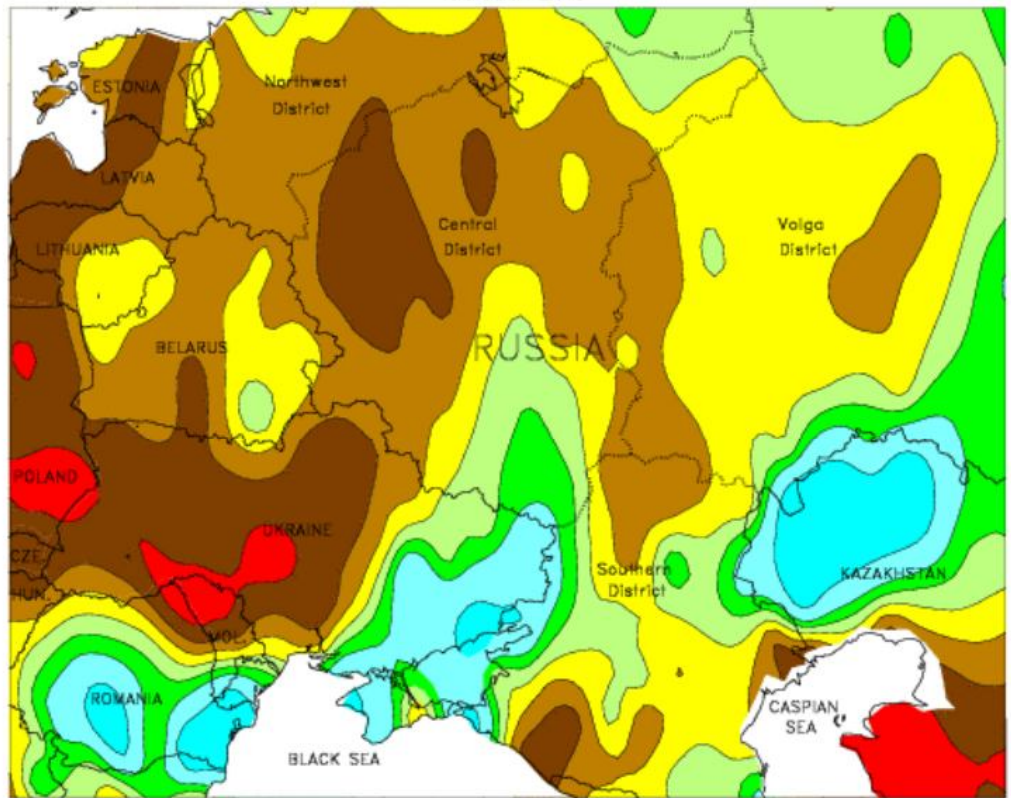 ESTONIA
Northwest
District
LATVIA
LITHUANIA
Central
District
Volga
District
BELARUS
RUSSIA
POLAND
UKRAINE
CZE.
HUN.
Southern
District
KAZAKHSTAN
MOL.
ROMANIA
CASPIAN
SEA
BLACK SEA